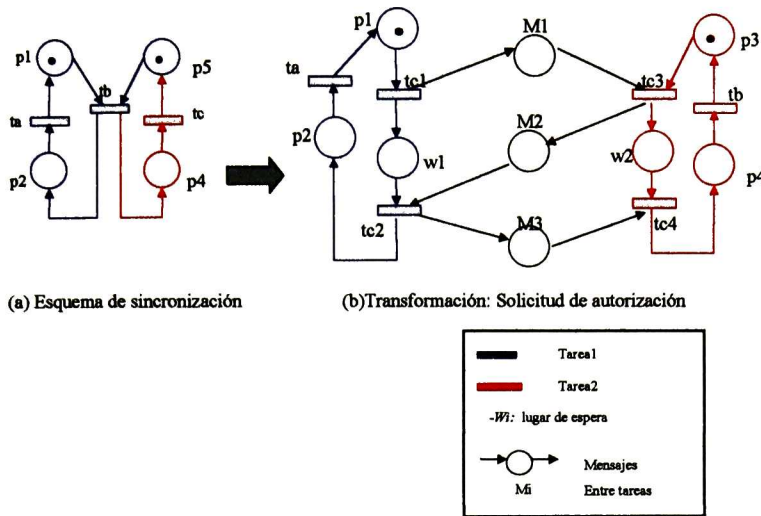 p1
p5
tb
ta
tc
p2
p4
(a) Esquema de sincronización
p1
M1
p3
ta
tc1
tc3
tb
p2
M2
w1
w2
p4
tc2
M3
tc4
(b)Transformación: Solicitud de autorización
Tarea1
Tarea2
-Wi: lugar de espera
Mensajes
Mi
Entre tareas